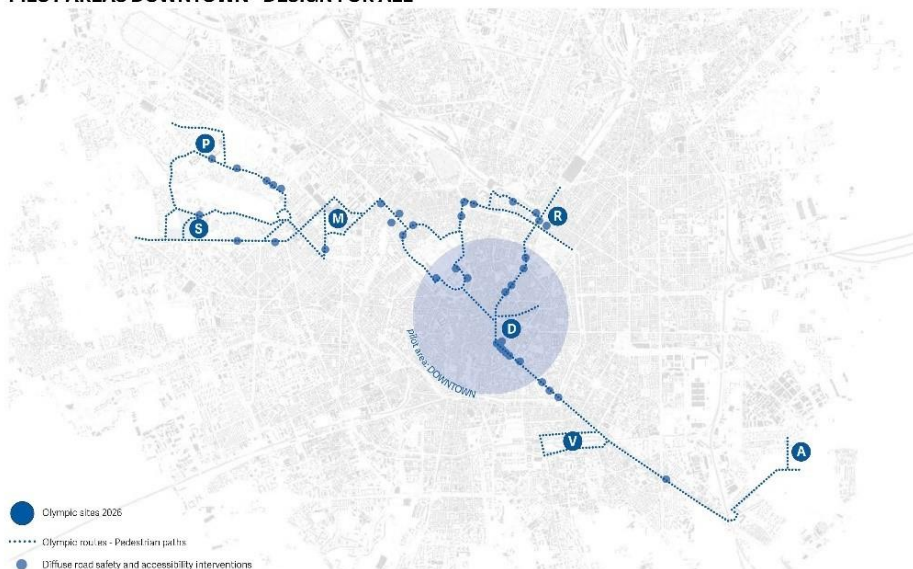 PILOT AREAS DOWNTOWN - DESIGN FOR ALL
P
M
R
S
D
pilot area: DOWNTOWN
V
A
Olympic sites 2026
Olympic routes - Pedestrian paths
Diffuse road safety and accessibility interventions